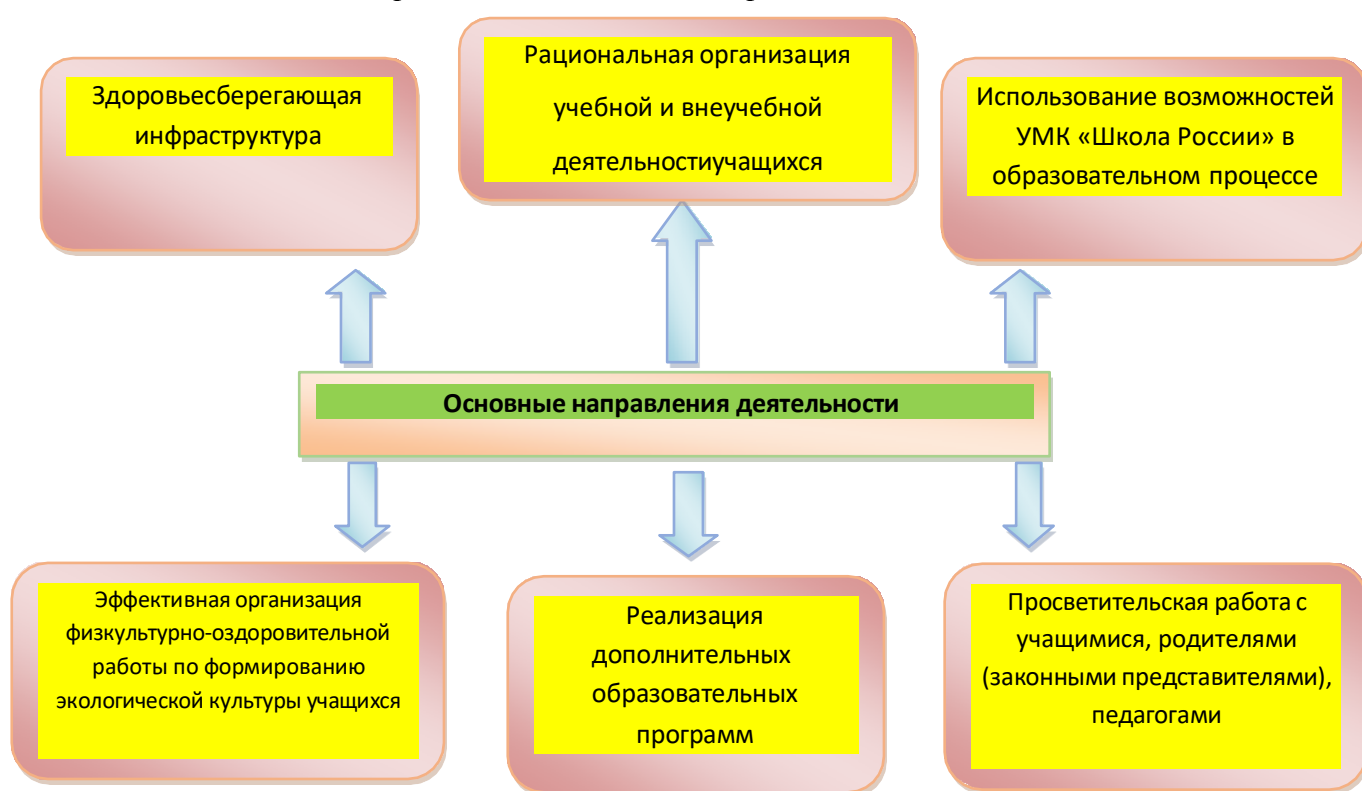 Здоровьесберегающая
инфраструктура
Рациональная организация
учебной и внеучебной
деятельностиучащихся
Использование возможностей
УМК «Школа России» в
образовательном процессе
Основные направления деятельности
Эффективная организация
физкультурно-оздоровительной
работы по формированию
экологической культуры учащихся
Реализация
дополнительных
образовательных
программ
Просветительская работа с
учащимися, родителями
(законными представителями),
педагогами